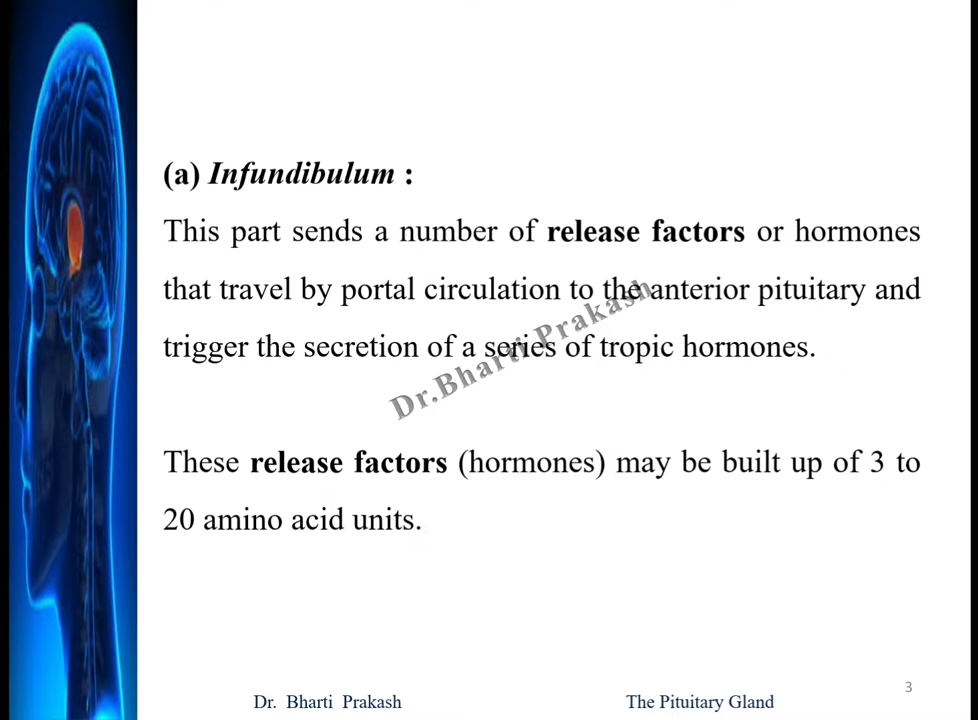 (a) Infundibulum :
This part sends a number of release factors or hormones
that travel by portal circulation to the anterior pituitary and
trigger the secretion of a series of tropic hormones.
Dr.Bharti Prakash
These release factors (hormones) may be built up of 3 to
20 amino acid units.
Dr. Bharti Prakash
The Pituitary Gland
3